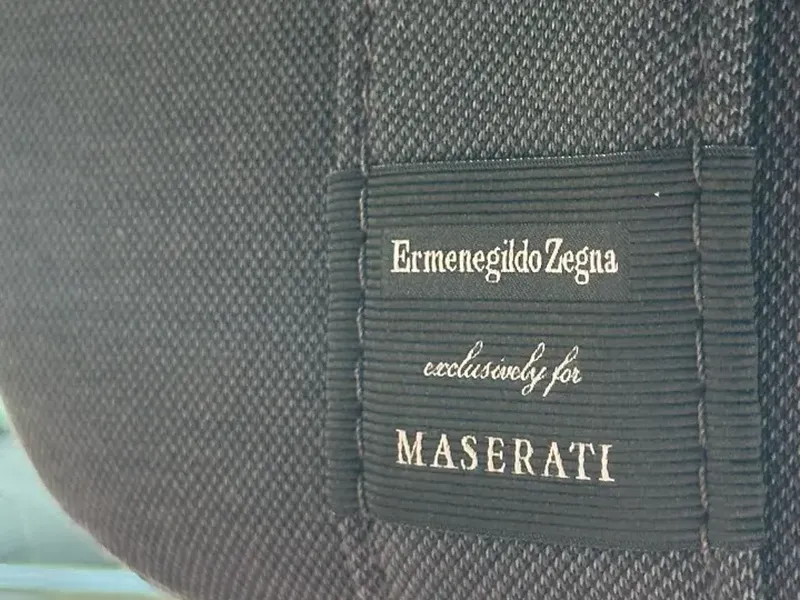 Ermenegildo Zegna
exclusively for
MASERATI